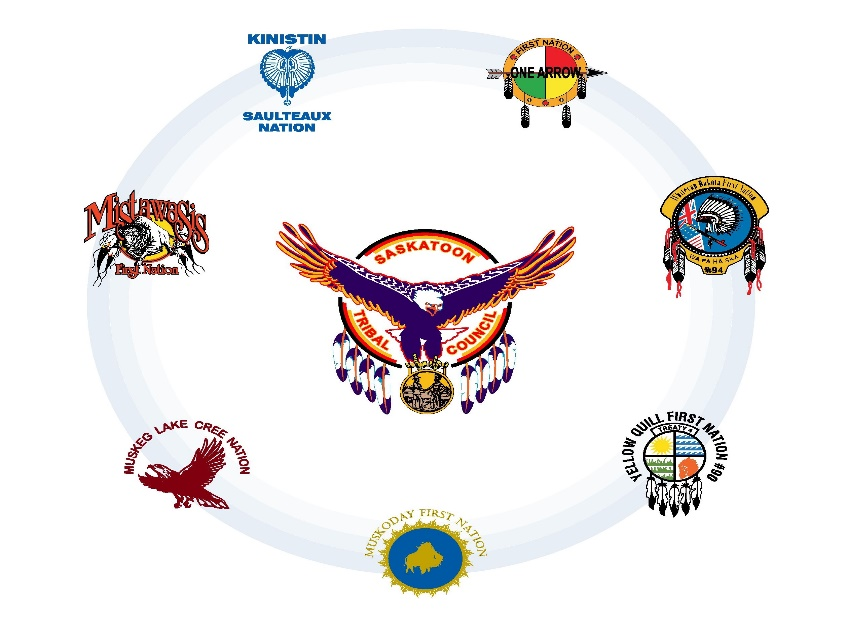 KINISTIN
SAULTEAUX
NATION
FIRST NATION
ONE ARROW
Mistawasis
First Nation
Whitecap Dakota First Nation
WA PA HA SKA
#94
SASKATOON
TRIBAL COUNCIL
MUSKEG LAKE CREE NATION
YELLOW QUILL FIRST NATION #90
TREATY 4
MUSKODAY FIRST NATION